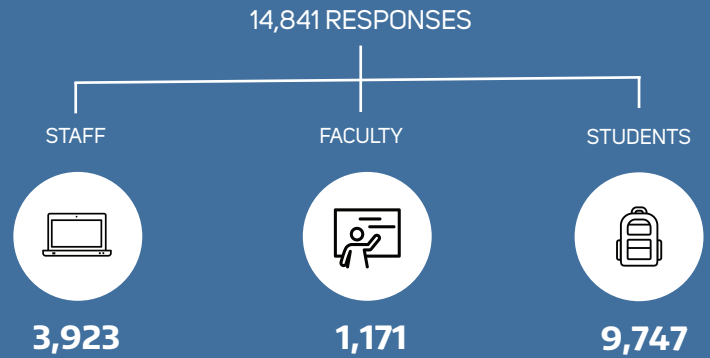 14,841 RESPONSES
STAFF
FACULTY
STUDENTS
3,923
1,171
9,747